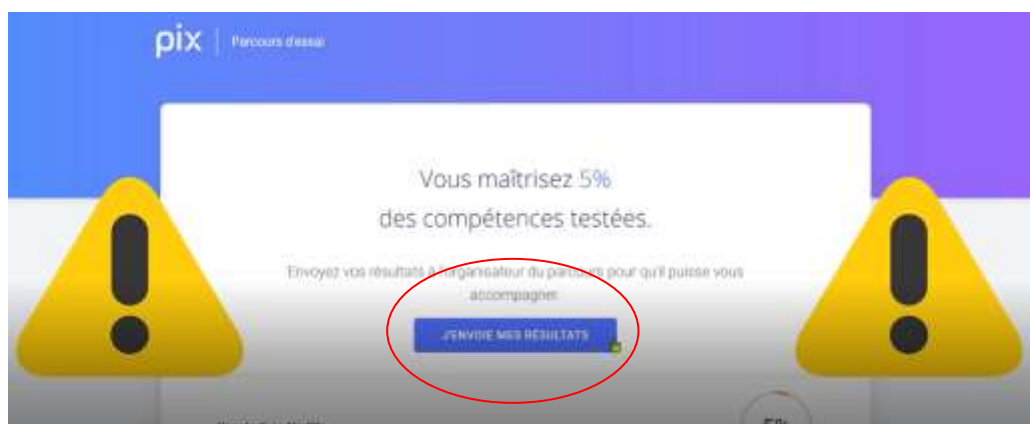 pix | Parcours d'essai
Vous maîtrisez 5%
des compétences testées.
Envoyez vos résultats à l'organisateur du parcours pour qu'il puisse vous
accompagner.
J'ENVOIE MES RÉSULTATS
5%